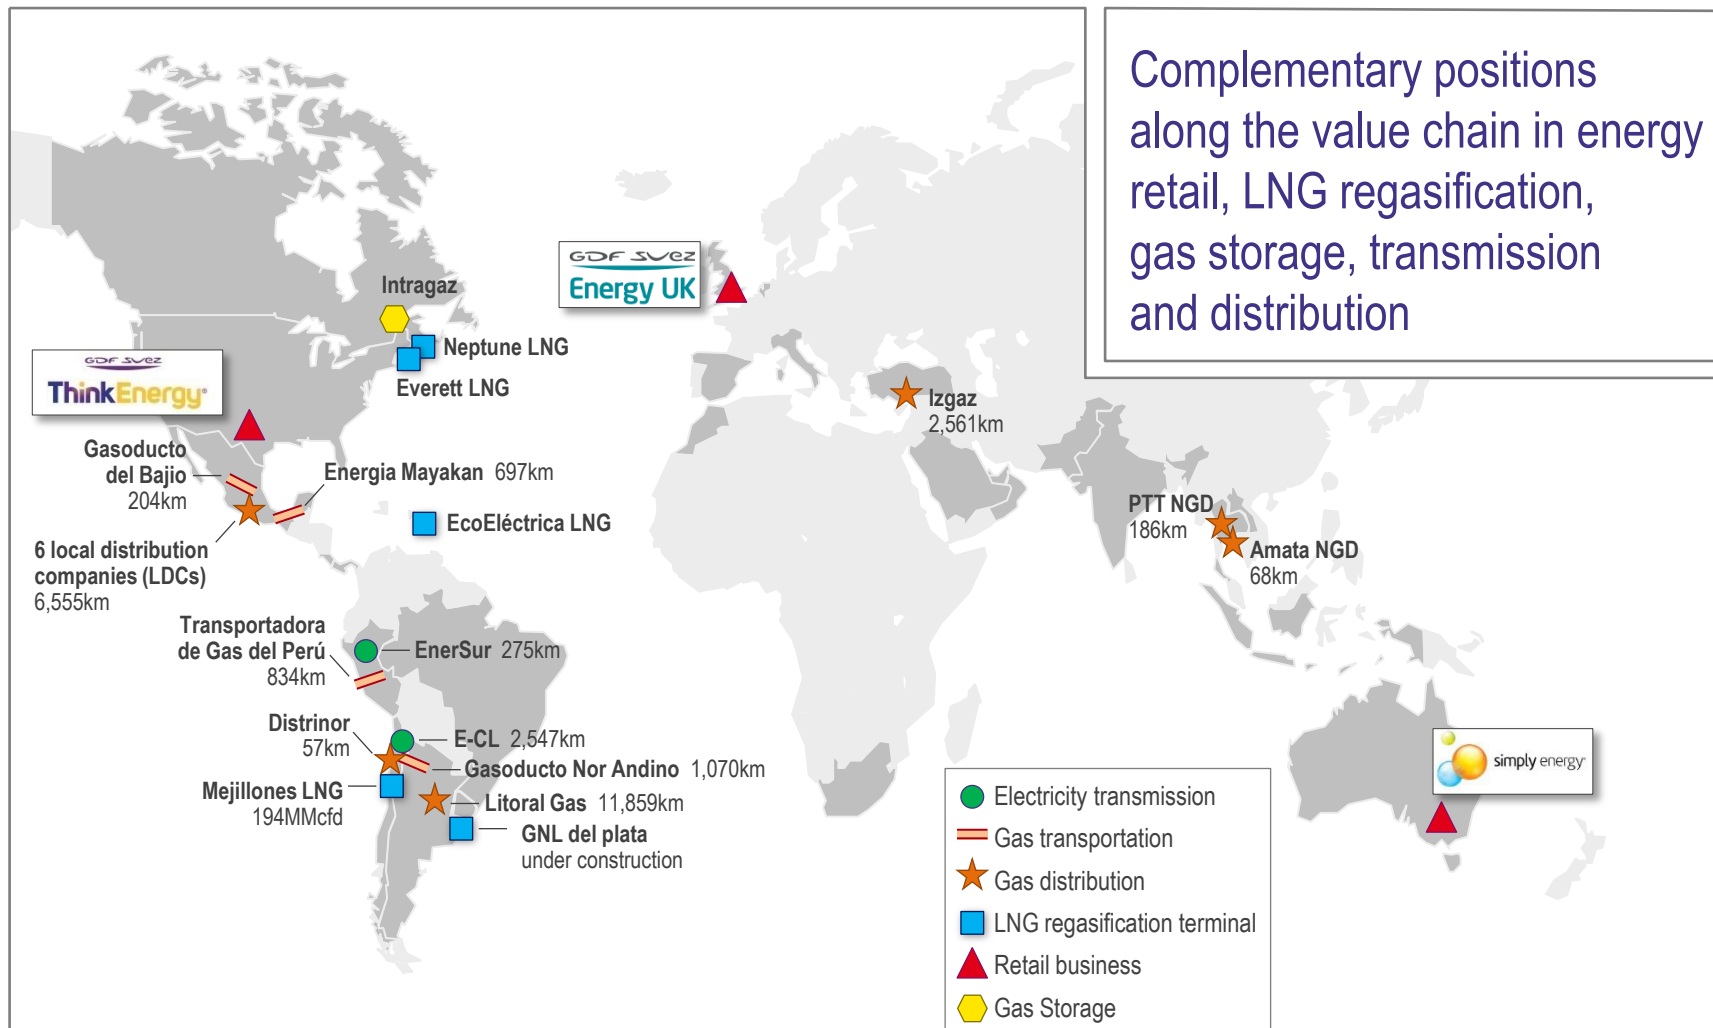 Complementary positions
along the value chain in energy
retail, LNG regasification,
gas storage, transmission
and distribution
GDF SUEZ
Energy UK
Intragaz
Neptune LNG
Everett LNG
GDF SUEZ
ThinkEnergy®
Gasoducto
del Bajio
204km
Energia Mayakan 697km
EcoEléctrica LNG
6 local distribution
companies (LDCs)
6,555km
Izgaz
2,561km
PTT NGD
186km
Amata NGD
68km
Transportadora
de Gas del Perú
834km
EnerSur 275km
Distrinor
57km
E-CL 2,547km
Gasoducto Nor Andino 1,070km
Mejillones LNG
194MMcfd
Litoral Gas 11,859km
GNL del plata
under construction
simply energy®
Electricity transmission
Gas transportation
Gas distribution
LNG regasification terminal
Retail business
Gas Storage